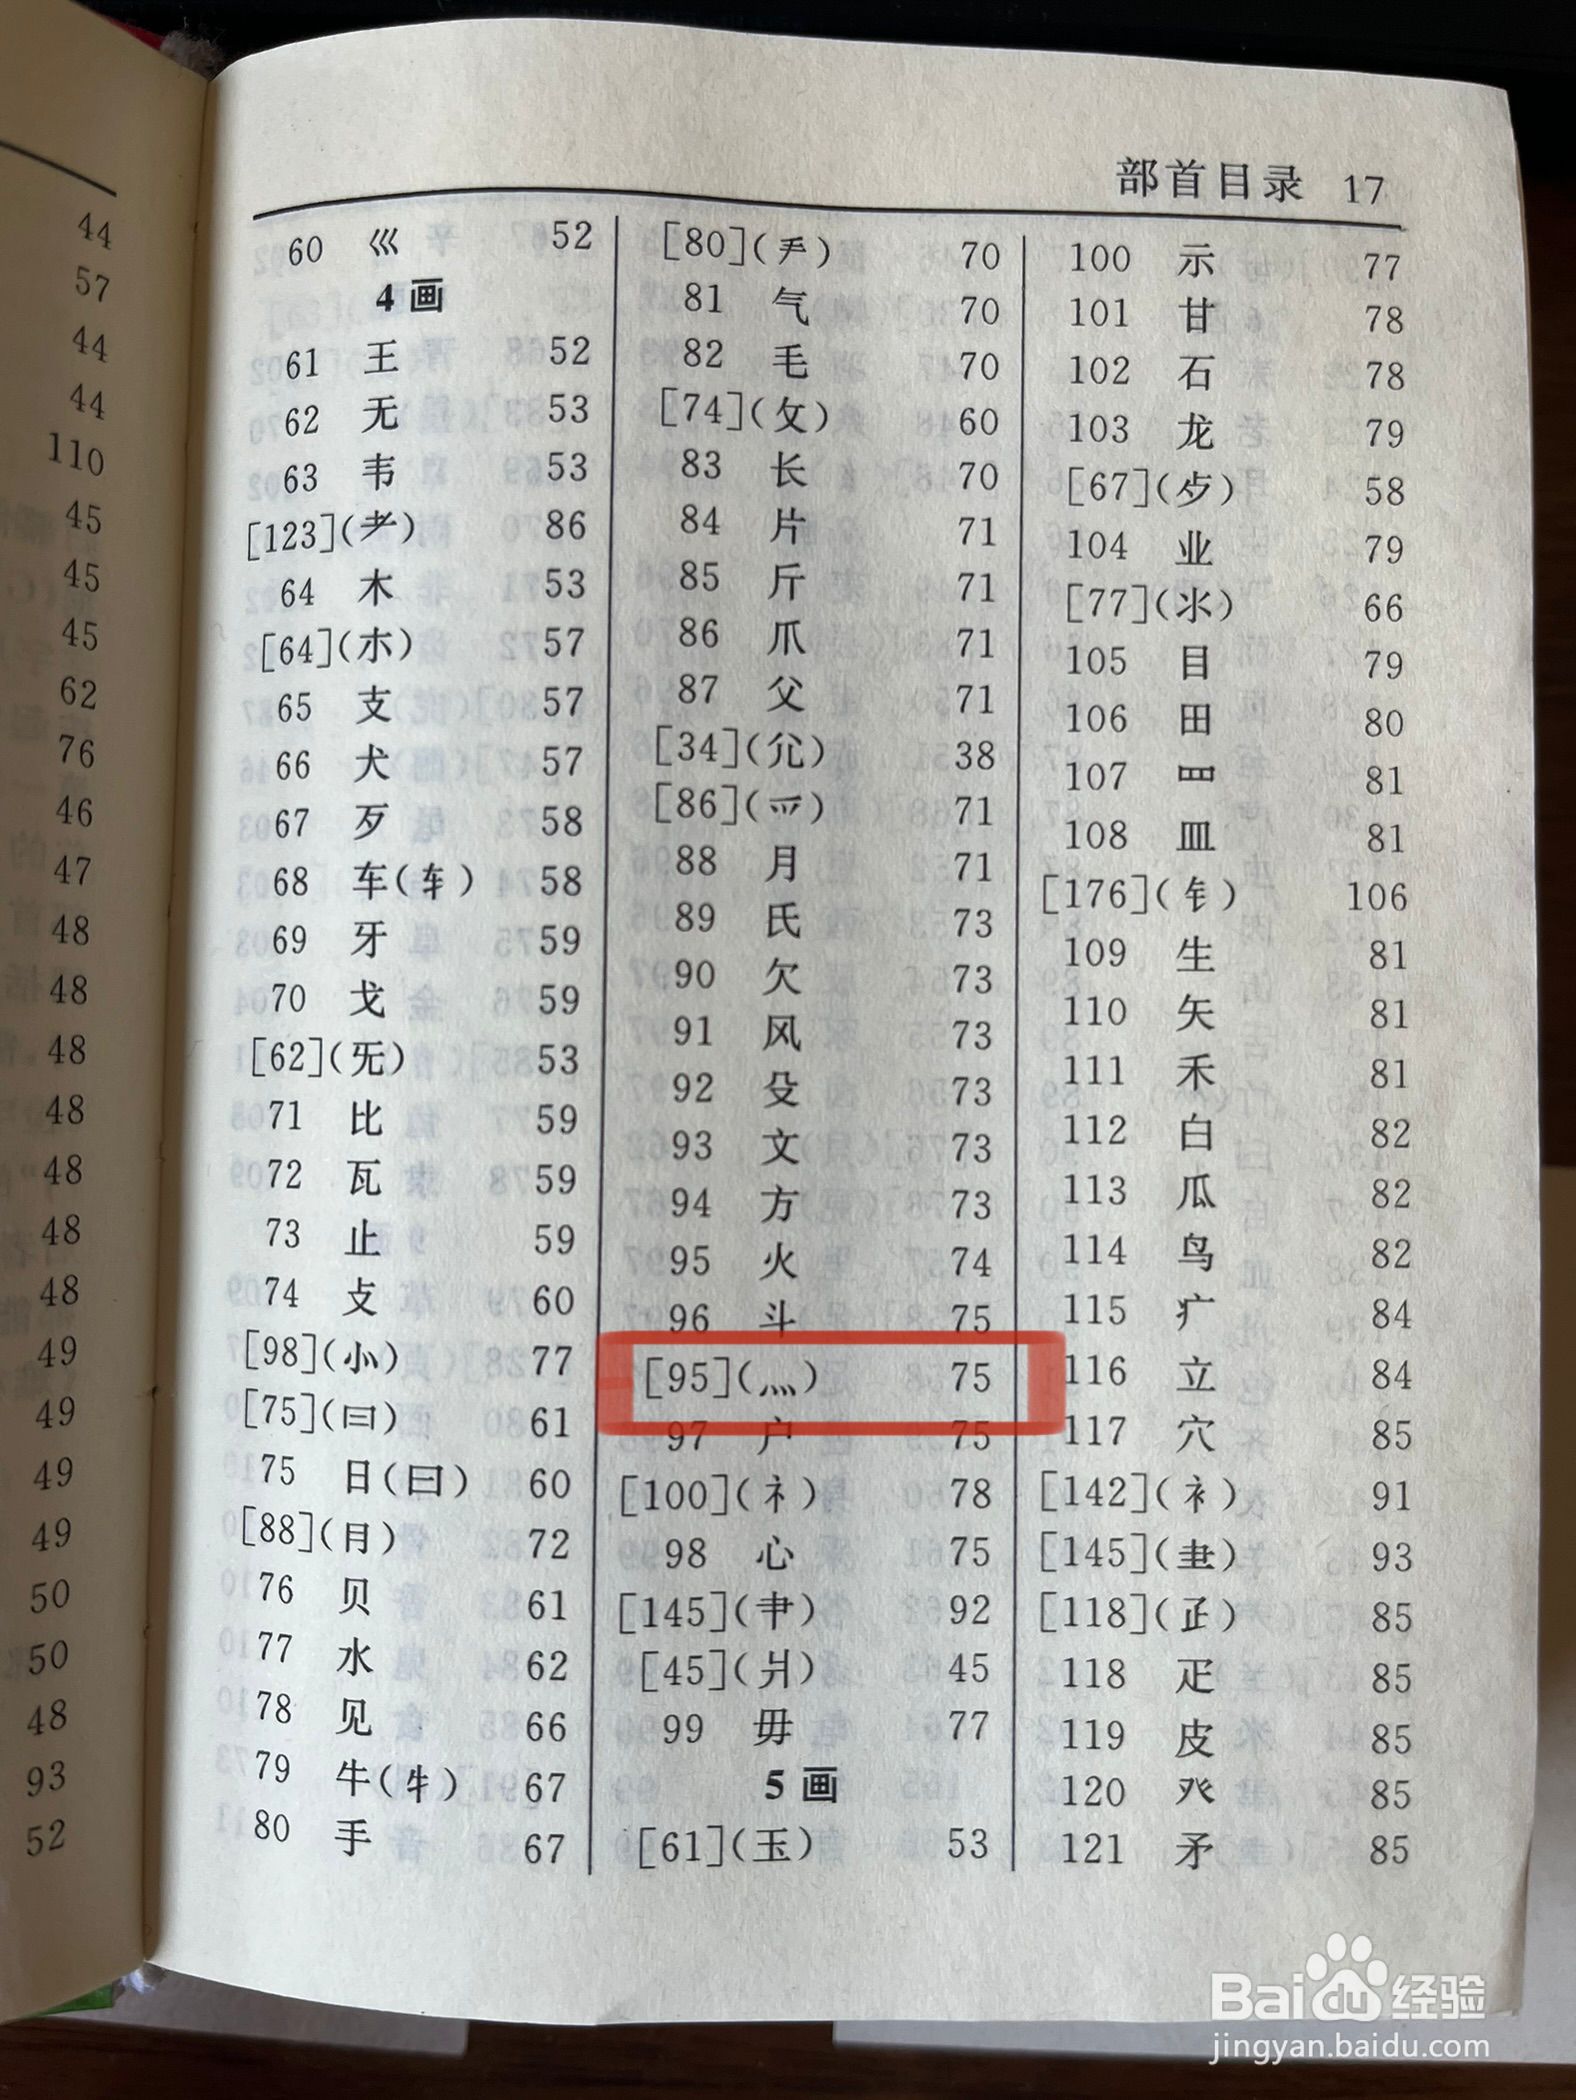 44
57
44
44
110
45
45
45
62
76
46
47
48
48
48
48
48
48
48
49
49
49
49
50
50
48
93
52
部首目录 17
60 巛 52
4画
61 王 52
62 无 53
63 韦 53
[123](耂) 86
64 木 53
[64](朩) 57
65 支 57
66 犬 57
67 歹 58
68 车(车) 58
69 牙 59
70 戈 59
[62](旡) 53
71 比 59
72 瓦 59
73 止 59
74 攴 60
[98](⺗) 77
[75](曰) 61
75 日(曰) 60
[88](月) 72
76 贝 61
77 水 62
78 见 66
79 牛(牜) 67
80 手 67
[80](龵) 70
81 气 70
82 毛 70
[74](攵) 60
83 长 70
84 片 71
85 斤 71
86 爪 71
87 父 71
[34](尣) 38
[86](爫) 71
88 月 71
89 氏 73
90 欠 73
91 风 73
92 殳 73
93 文 73
94 方 73
95 火 74
96 斗 75
[95](灬) 75
97 户 75
[100](礻) 78
98 心 75
[145](肀) 92
[45](爿) 45
99 毋 77
5画
[61](玉) 53
100 示 77
101 甘 78
102 石 78
103 龙 79
[67](歺) 58
104 业 79
[77](氺) 66
105 目 79
106 田 80
107 罒 81
108 皿 81
[176](钅) 106
109 生 81
110 矢 81
111 禾 81
112 白 82
113 瓜 82
114 鸟 82
115 疒 84
116 立 84
117 穴 85
[142](衤) 91
[145](⺻) 93
[118](𤴔) 85
118 疋 85
119 皮 85
120 癶 85
121 矛 85
Baidu 经验
jingyan.baidu.com